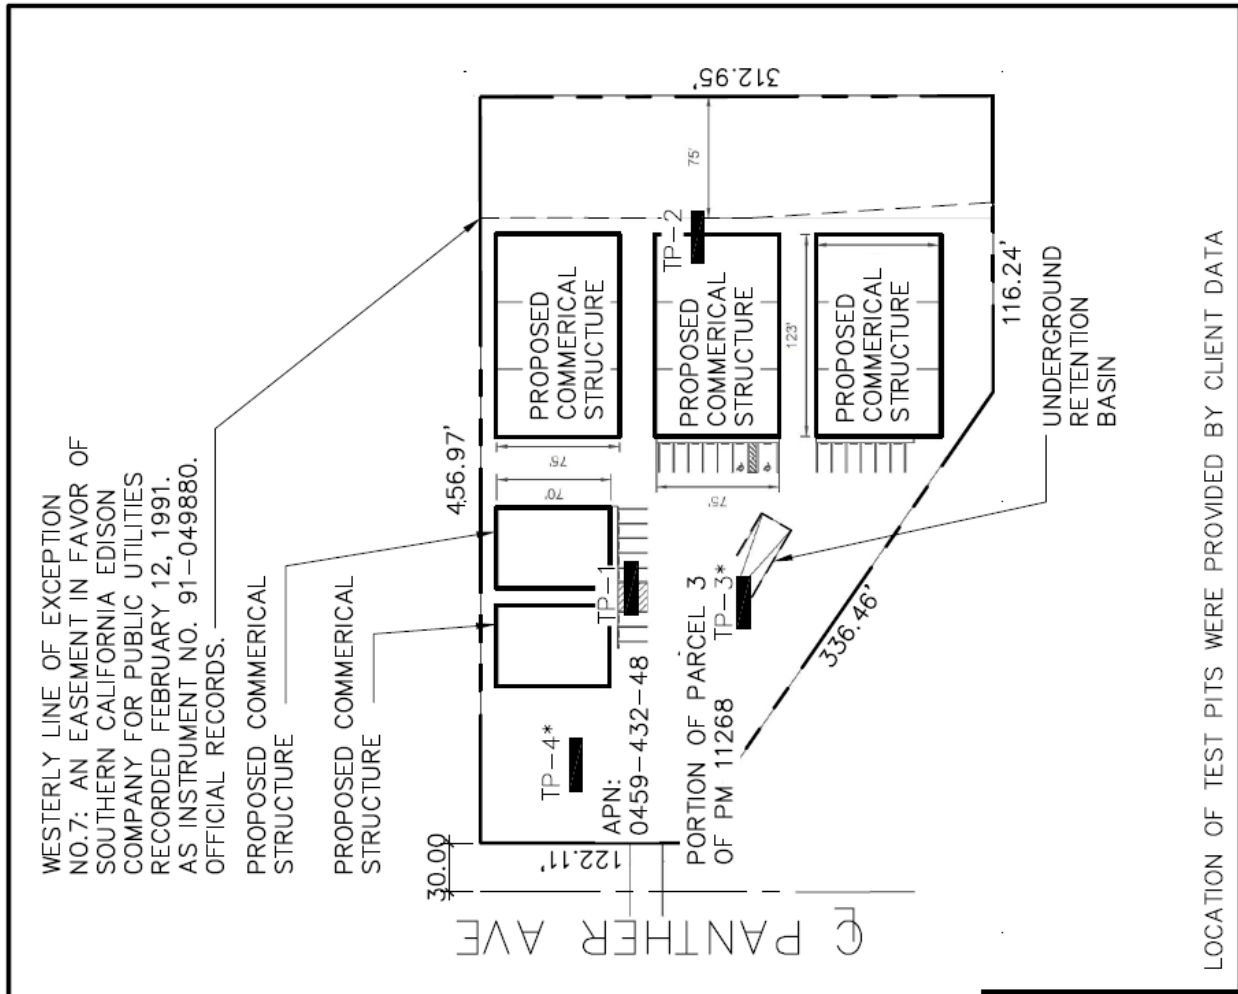 WESTERLY LINE OF EXCEPTION
NO.7: AN EASEMENT IN FAVOR OF
SOUTHERN CALIFORNIA EDISON
COMPANY FOR PUBLIC UTILITIES
RECORDED FEBRUARY 12, 1991.
AS INSTRUMENT NO. 91-049880.
OFFICIAL RECORDS.
PROPOSED COMMERICAL
STRUCTURE
PROPOSED COMMERICAL
STRUCTURE
312.95'
456.97'
75'
TP-2
PROPOSED
COMMERICAL
STRUCTURE
PROPOSED
COMMERICAL
STRUCTURE
PROPOSED
COMMERICAL
STRUCTURE
123'
75'
70'
75'
116.24'
UNDERGROUND
RETENTION
BASIN
336.46'
TP-1
TP-3*
TP-4*
APN:
0459-432-48
PORTION OF PARCEL 3
OF PM 11268
122.11'
30.00
CL PANTHER AVE
LOCATION OF TEST PITS WERE PROVIDED BY CLIENT DATA